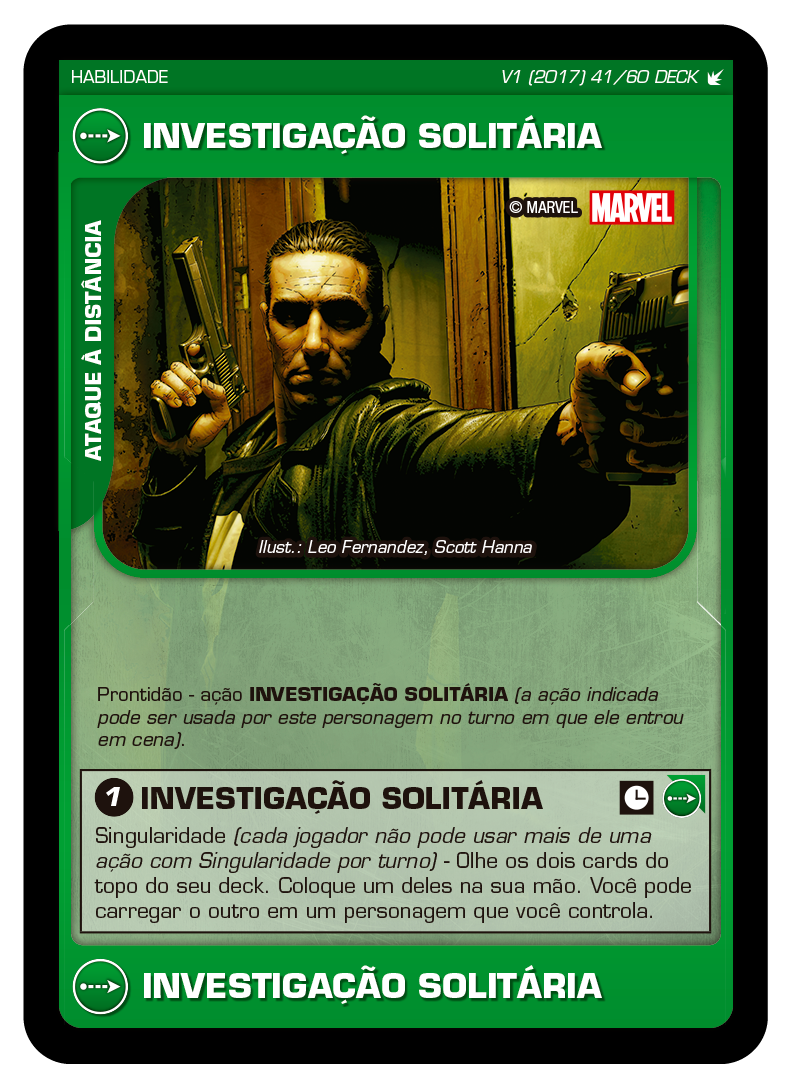 HABILIDADE
V1 (2017) 41/60 DECK
INVESTIGAÇÃO SOLITÁRIA
ATAQUE À DISTÂNCIA
© MARVEL
MARVEL
Ilust.: Leo Fernandez, Scott Hanna
Prontidão - ação INVESTIGAÇÃO SOLITÁRIA (a ação indicada
pode ser usada por este personagem no turno em que ele entrou
em cena).
1 INVESTIGAÇÃO SOLITÁRIA
Singularidade (cada jogador não pode usar mais de uma
ação com Singularidade por turno) - Olhe os dois cards do
topo do seu deck. Coloque um deles na sua mão. Você pode
carregar o outro em um personagem que você controla.
INVESTIGAÇÃO SOLITÁRIA